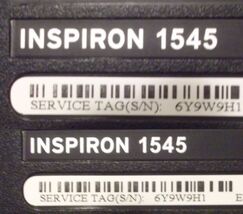 INSPIRON 1545
SERVICE TAG(S/N): 6Y9W9H1
INSPIRON 1545
SERVICE TAG(S/N): 6Y9W9H1 E